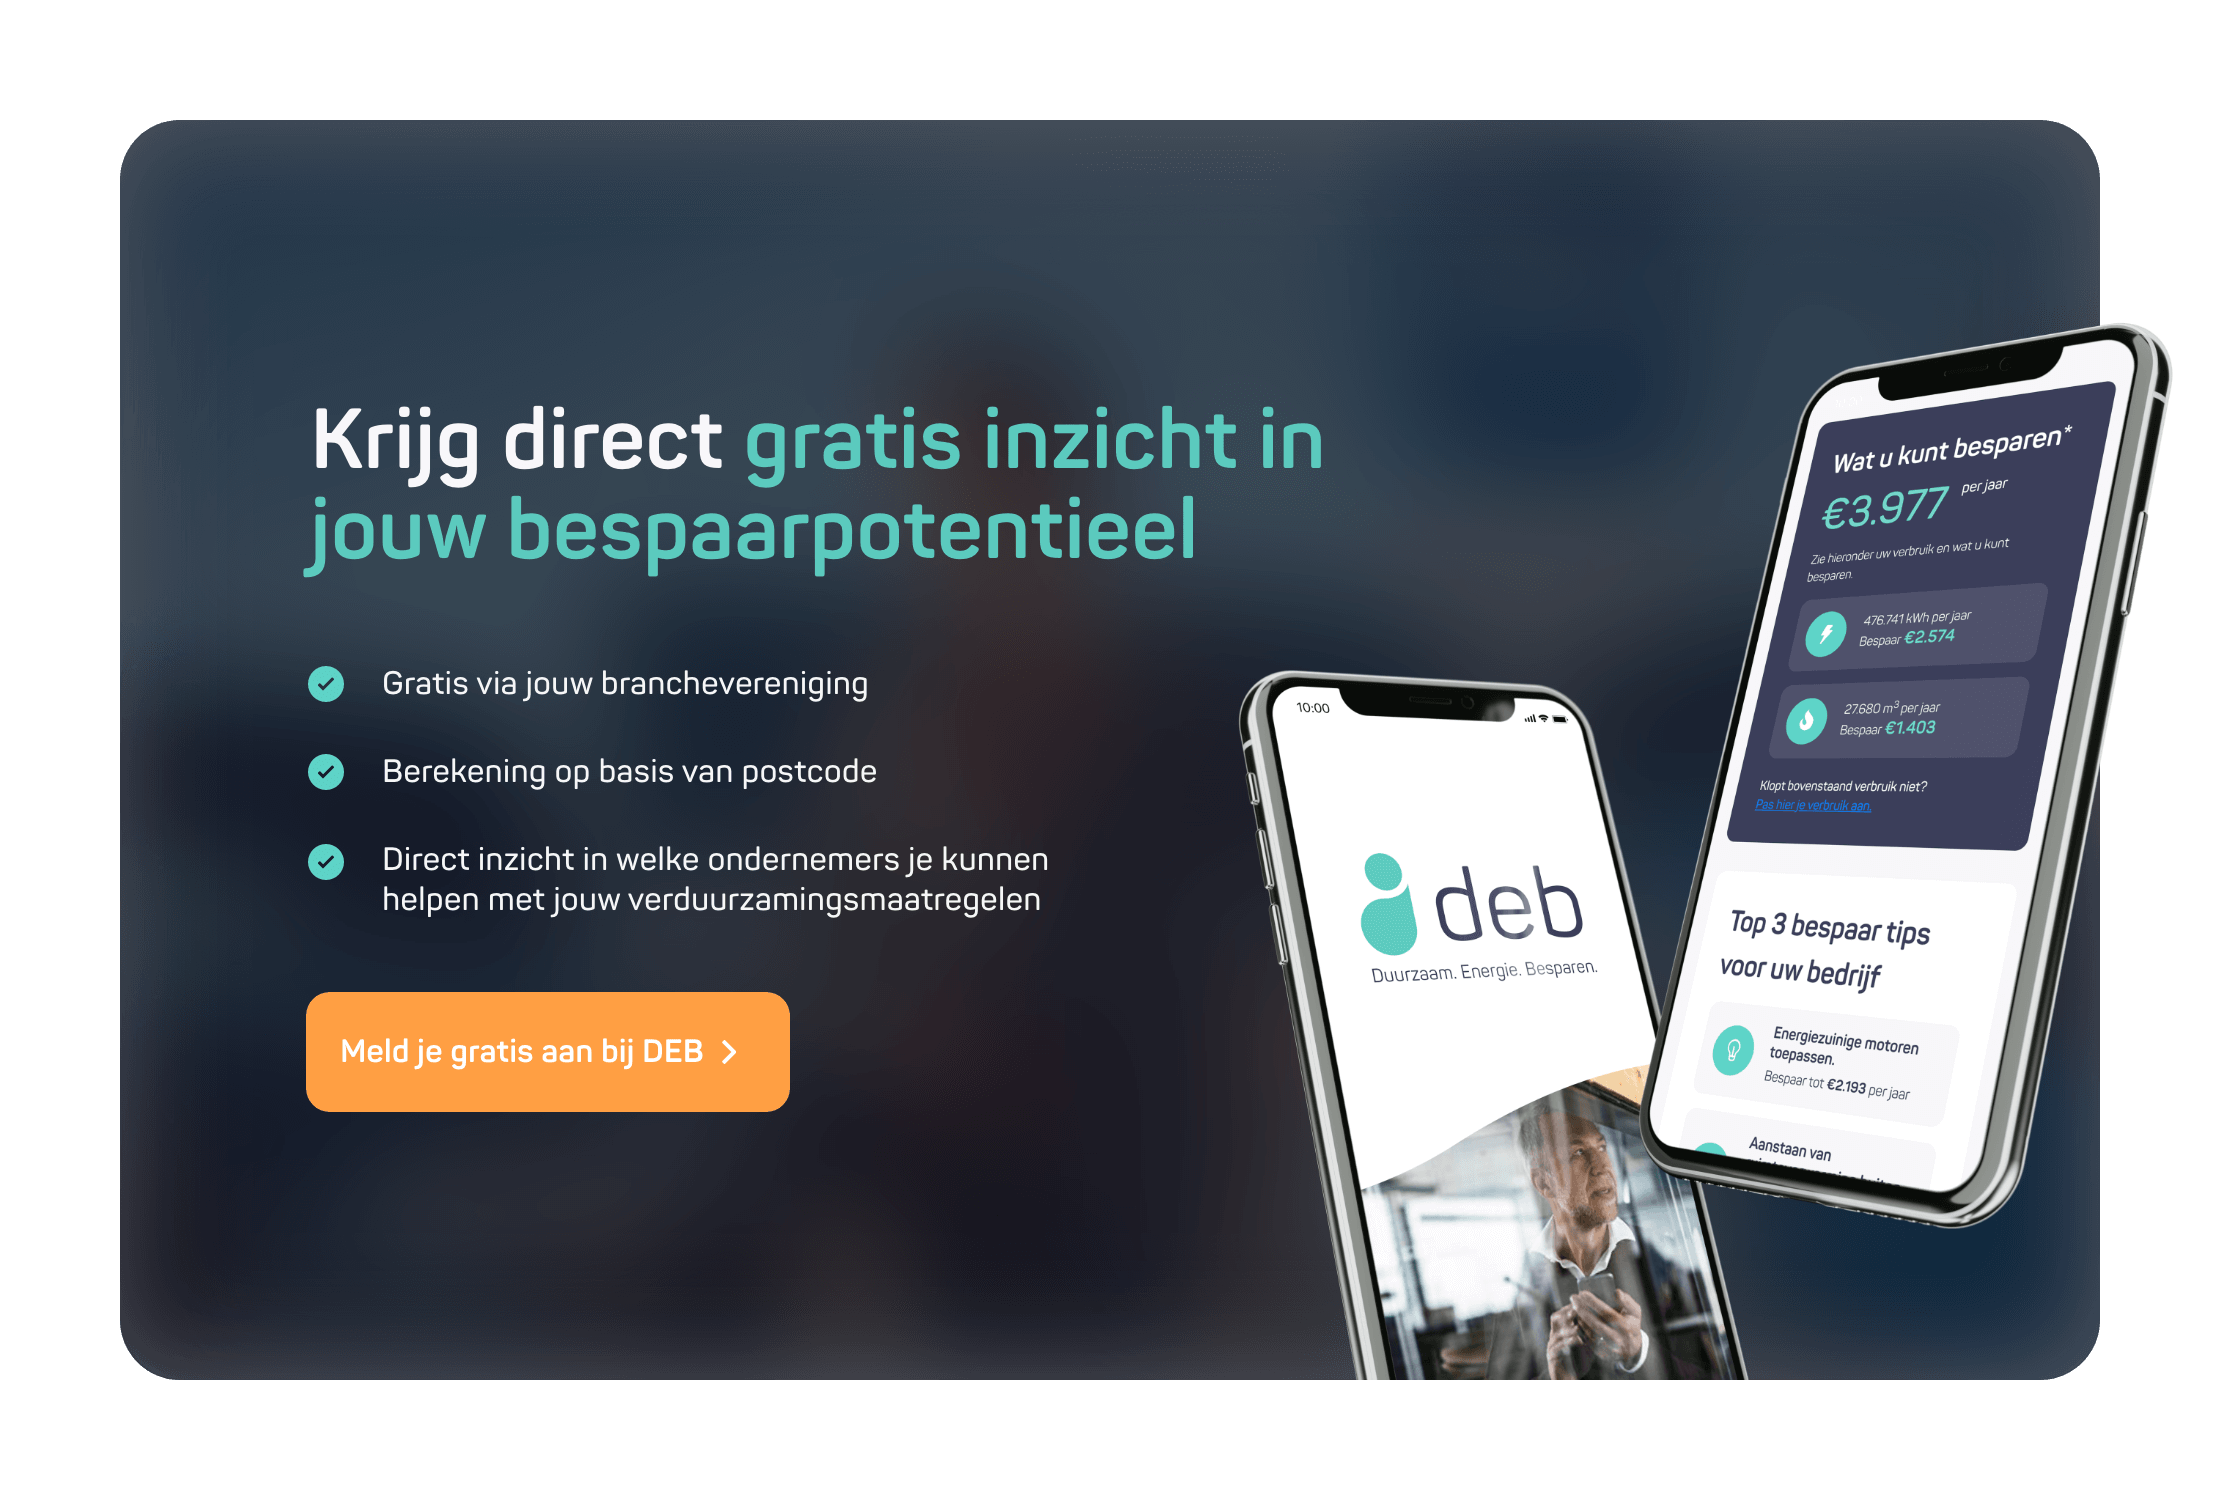 Krijg direct gratis inzicht in
jouw bespaarpotentieel
Gratis via jouw branchevereniging
Berekening op basis van postcode
Direct inzicht in welke ondernemers je kunnen
helpen met jouw verduurzamingsmaatregelen
Meld je gratis aan bij DEB
10:00
deb
Duurzaam. Energie. Besparen.
Wat u kunt besparen*
€3.977 per jaar
Zie hieronder uw verbruik en wat u kunt
besparen.
476.741 kWh per jaar
Bespaar €2.574
27.680 m³ per jaar
Bespaar €1.403
Klopt bovenstaand verbruik niet?
Pas hier je verbruik aan.
Top 3 bespaar tips
voor uw bedrijf
Energiezuinige motoren
toepassen.
Bespaar tot €2.193 per jaar
Aanstaan van